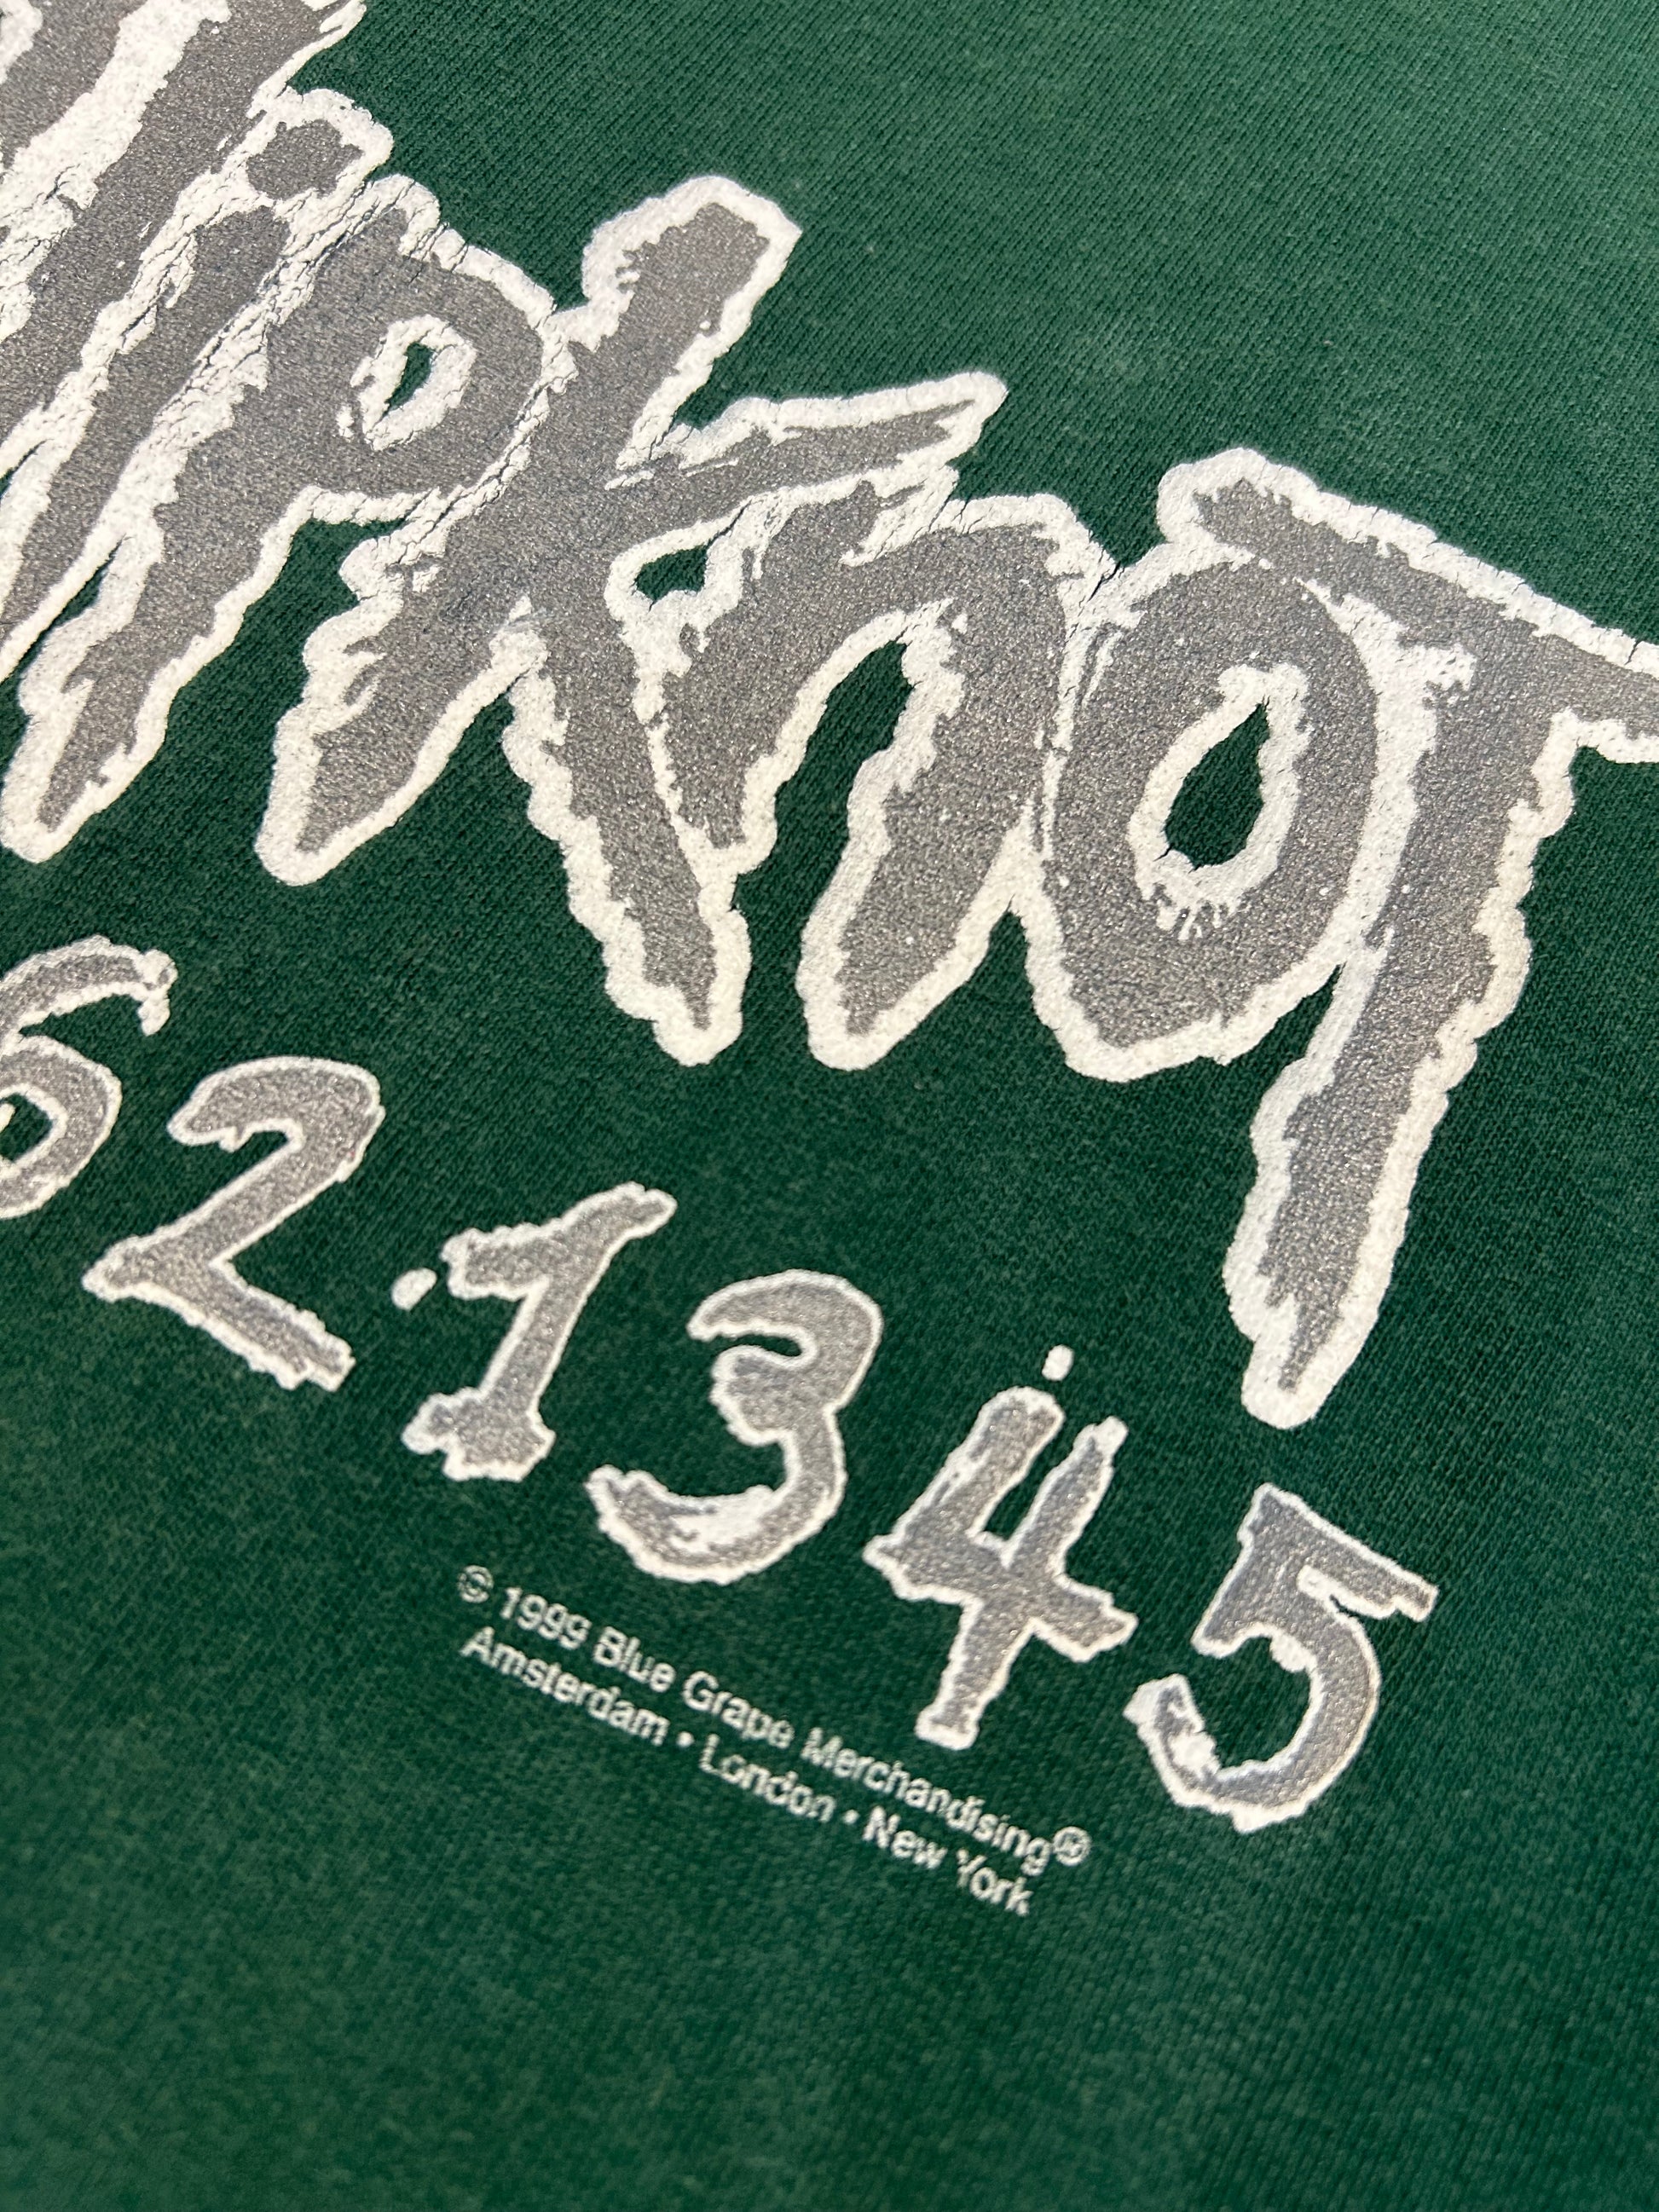 lipknoT
62.1345
© 1999 Blue Grape Merchandising®
Amsterdam • London • New York